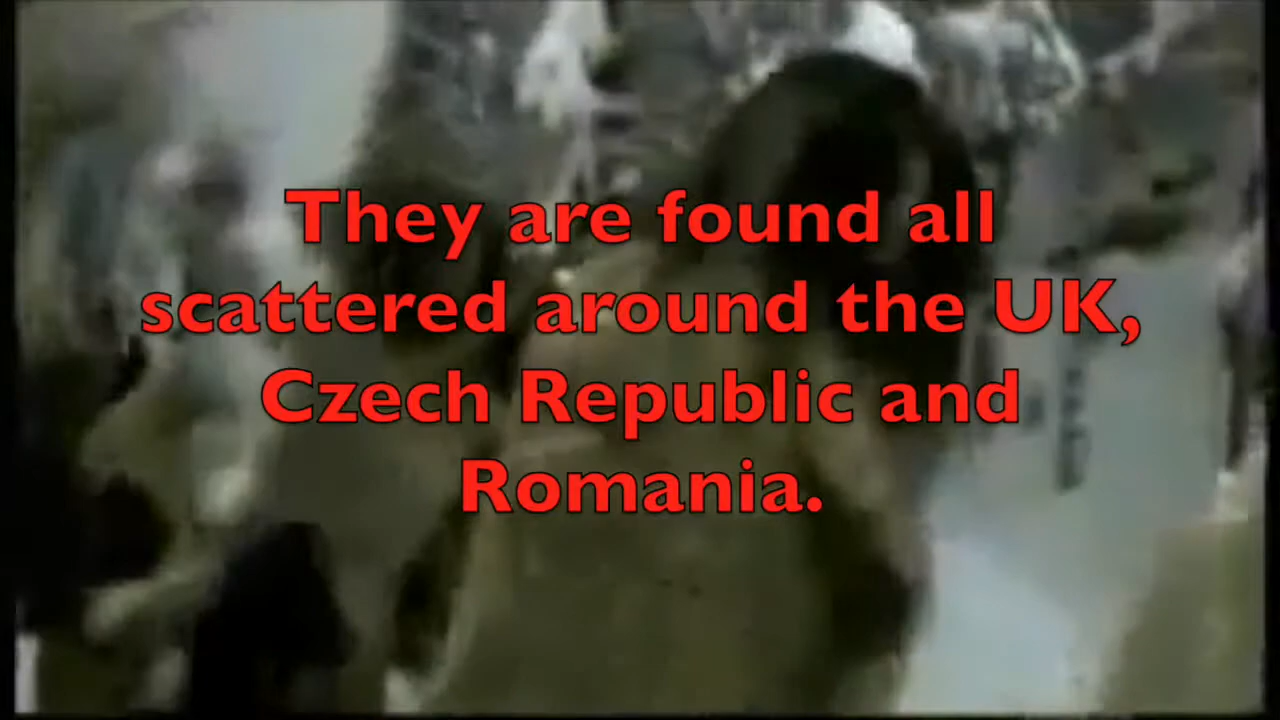 They are found all
scattered around the UK,
Czech Republic and
Romania.